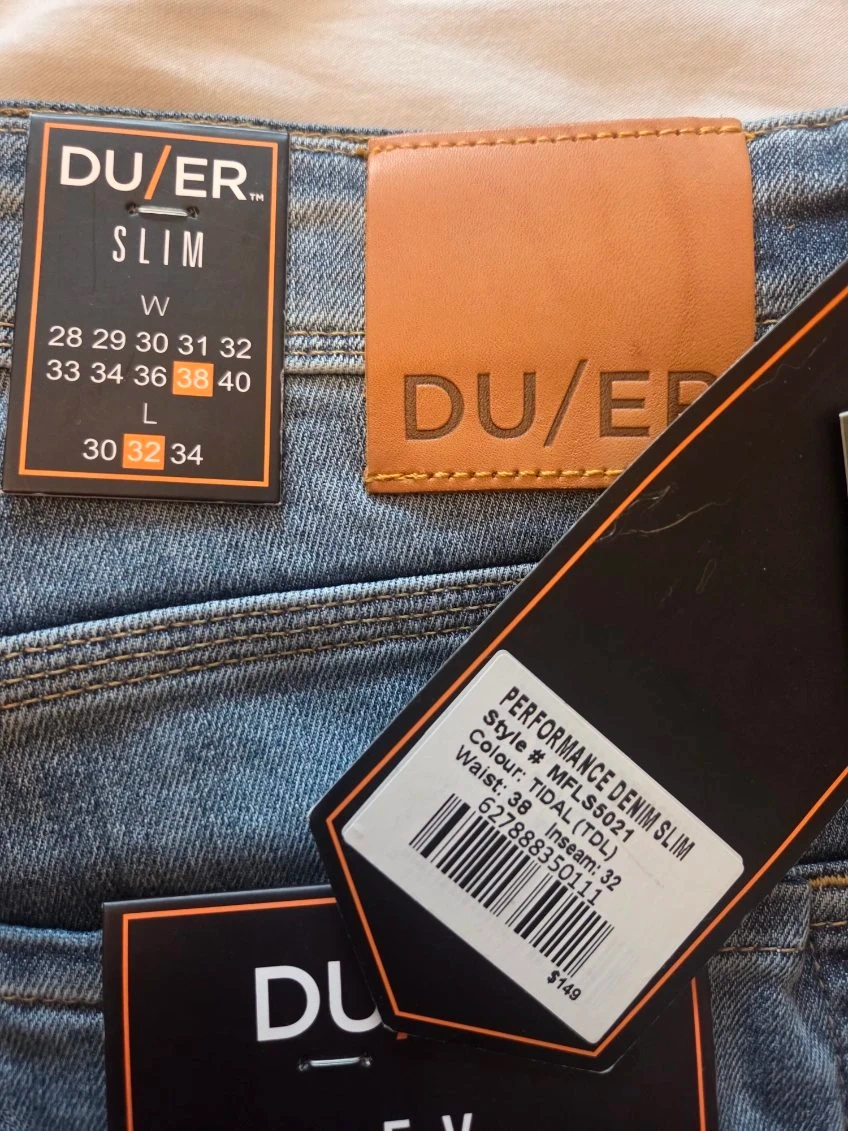 DU/ER™
SLIM
W
28 29 30 31 32
33 34 36 38 40
L
30 32 34
DU/ER
PERFORMANCE DENIM SLIM
Style # MFLS5021
Colour: TIDAL (TDL)
Waist: 38 Inseam: 32
627888350111
$149
DU